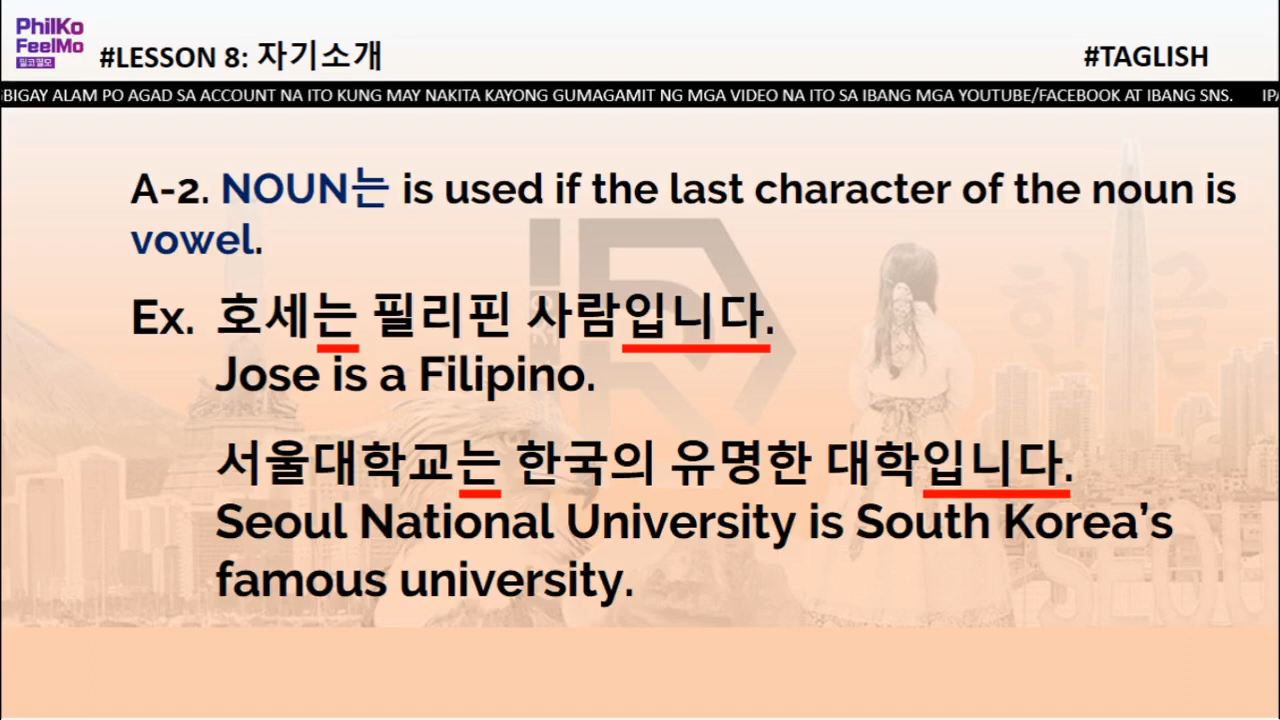 PhilKo
FeelMo
필코필모
#LESSON 8: 자기소개
#TAGLISH
BIGAY ALAM PO AGAD SA ACCOUNT NA ITO KUNG MAY NAKITA KAYONG GUMAGAMIT NG MGA VIDEO NA ITO SA IBANG MGA YOUTUBE/FACEBOOK AT IBANG SNS. IPA
A-2. NOUN는 is used if the last character of the noun is
vowel.
Ex. 호세는 필리핀 사람입니다.
Jose is a Filipino.
서울대학교는 한국의 유명한 대학입니다.
Seoul National University is South Korea's
famous university.
한글
SEOUL